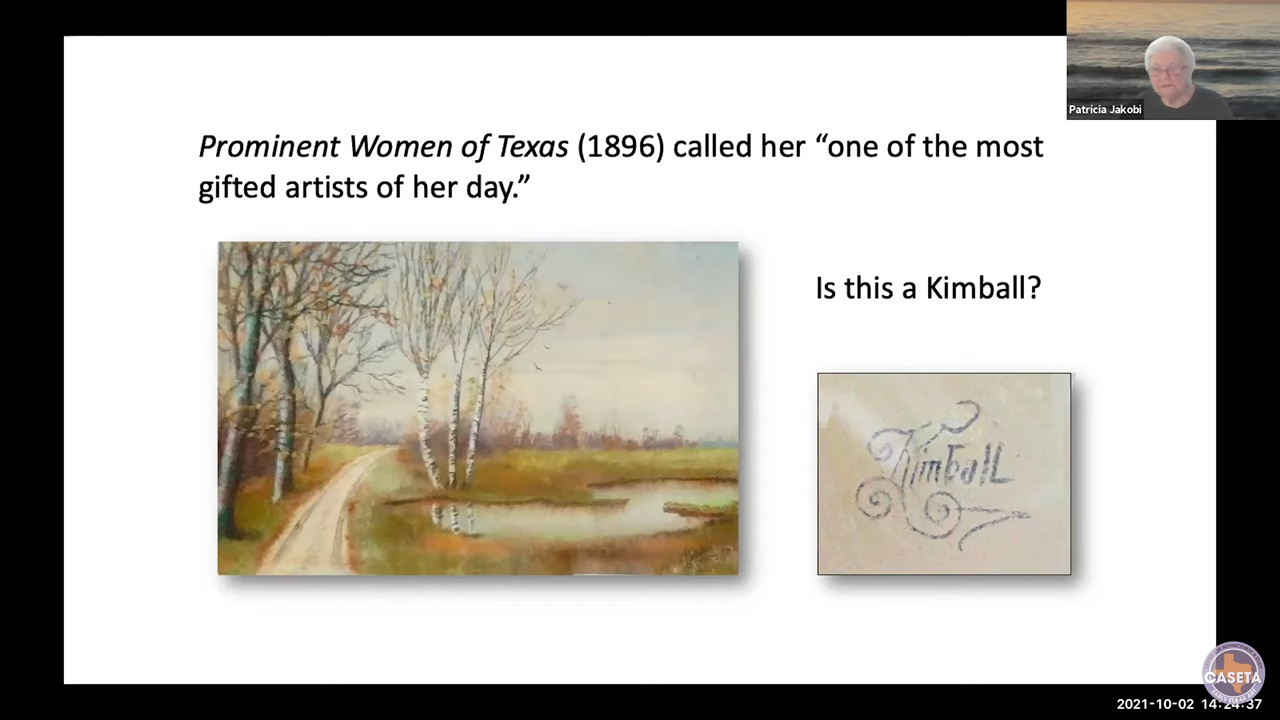 Patricia Jakobi
Prominent Women of Texas (1896) called her “one of the most
gifted artists of her day.”
Is this a Kimball?
Kimball
CASETA
2021-10-02 14:24:37